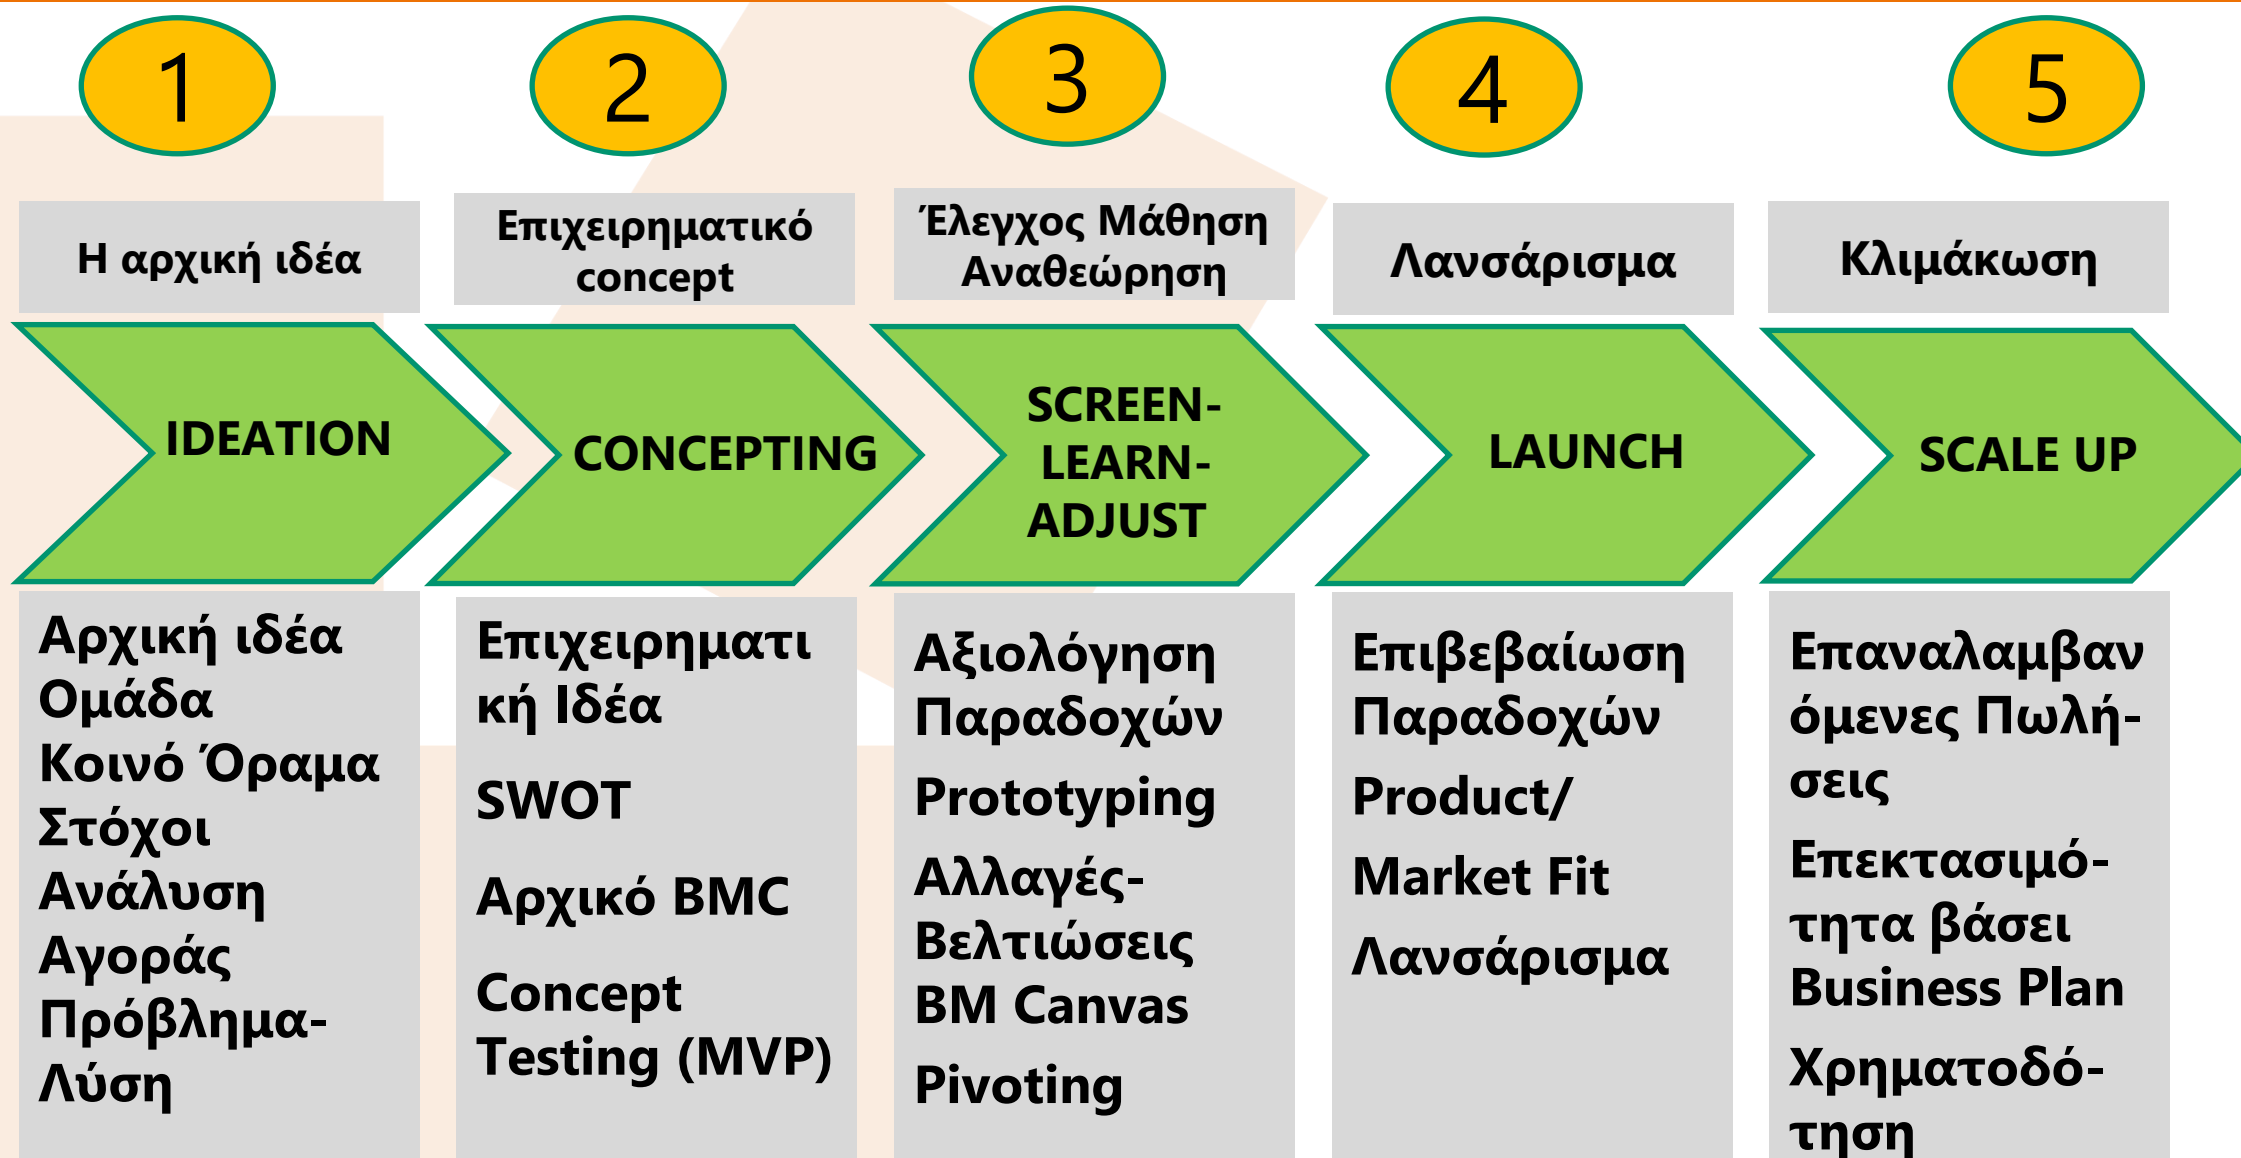 1
2
3
4
5
Η αρχική ιδέα
Επιχειρηματικό
concept
Έλεγχος Μάθηση
Αναθεώρηση
Λανσάρισμα
Κλιμάκωση
IDEATION
CONCEPTING
SCREEN-
LEARN-
ADJUST
LAUNCH
SCALE UP
Αρχική ιδέα
Ομάδα
Κοινό Όραμα
Στόχοι
Ανάλυση
Αγοράς
Πρόβλημα-
Λύση
Επιχειρηματι
κή Ιδέα
SWOT
Αρχικό BMC
Concept
Testing (MVP)
Αξιολόγηση
Παραδοχών
Prototyping
Αλλαγές-
Βελτιώσεις
BM Canvas
Pivoting
Επιβεβαίωση
Παραδοχών
Product/
Market Fit
Λανσάρισμα
Επαναλαμβαν
όμενες Πωλή-
σεις
Επεκτασιμό-
τητα βάσει
Business Plan
Χρηματοδό-
τηση